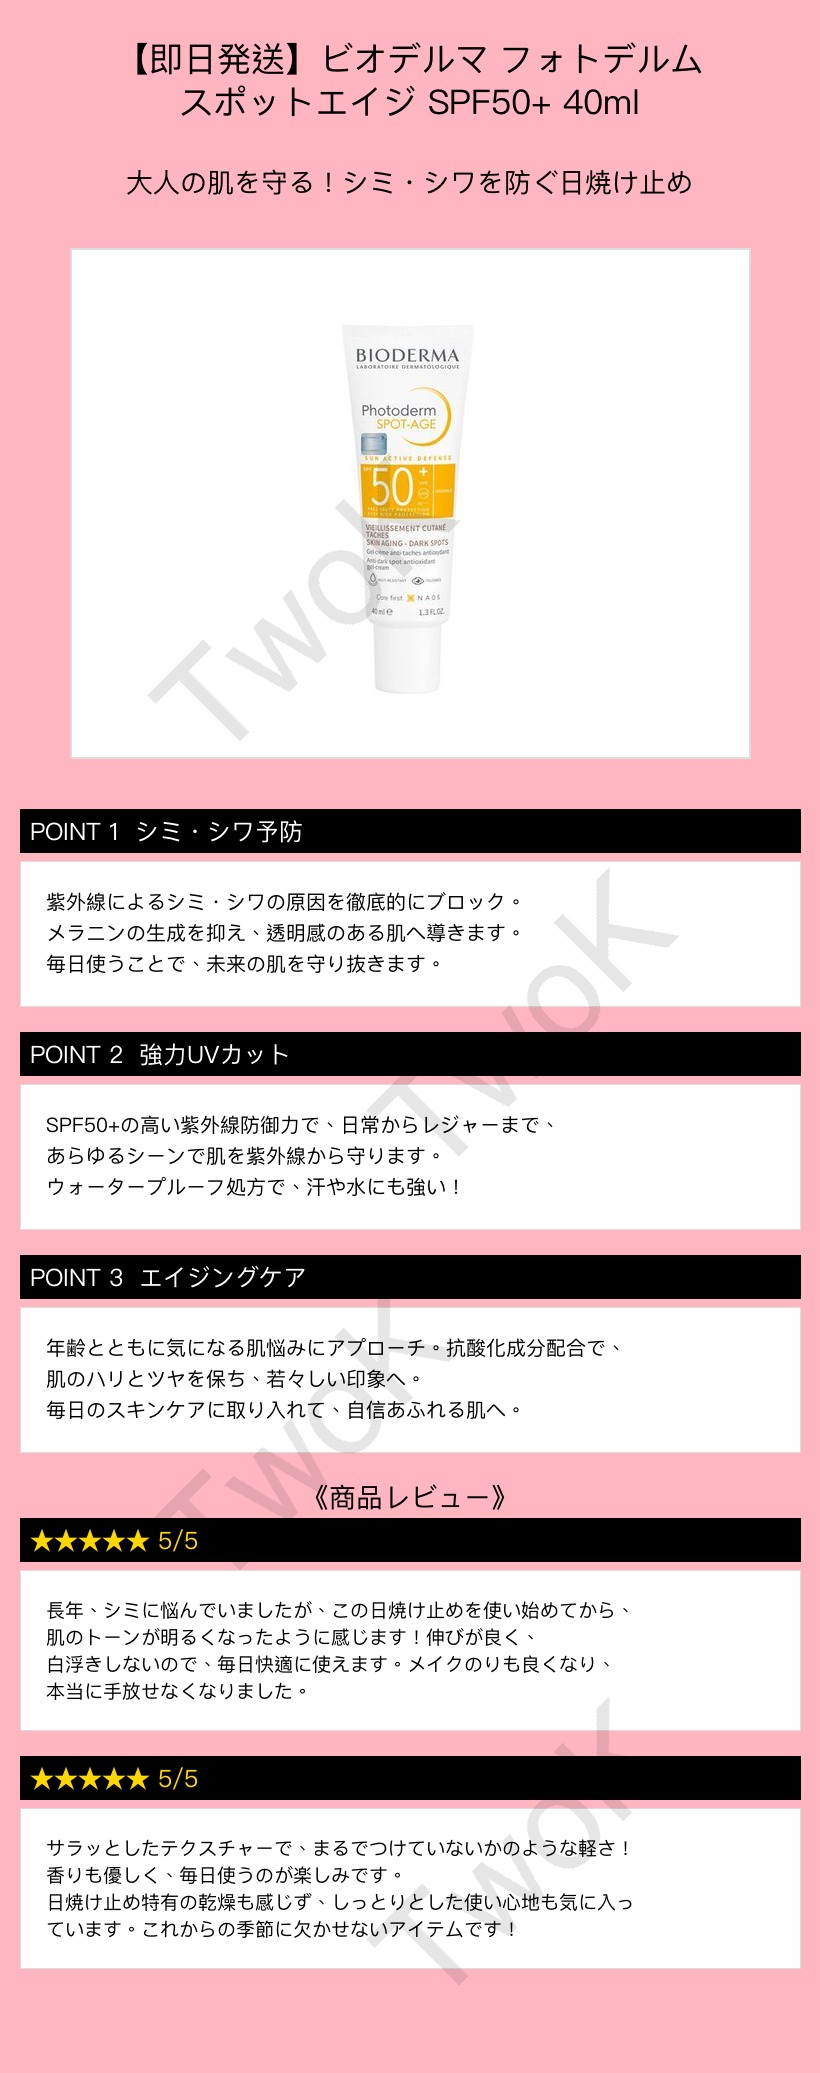 【即日発送】ビオデルマ フォトデルム
スポットエイジ SPF50+ 40ml
大人の肌を守る！シミ・シワを防ぐ日焼け止め
BIODERMA
LABORATOIRE DERMATOLOGIQUE
Photoderm
SPOT-AGE
SUN ACTIVE DEFENSE
SPF 50+
VIEILLISSEMENT CUTANÉ
TACHES
SKIN AGING - DARK SPOTS
Gel-crème anti-taches antioxydant
Anti-dark spot antioxidant
gel-cream
Care first NAOS
40 ml e 1.3 FL.OZ.
TwoK
POINT 1 シミ・シワ予防
紫外線によるシミ・シワの原因を徹底的にブロック。
メラニンの生成を抑え、透明感のある肌へ導きます。
毎日使うことで、未来の肌を守り抜きます。
TwoK
POINT 2 強力UVカット
SPF50+の高い紫外線防御力で、日常からレジャーまで、
あらゆるシーンで肌を紫外線から守ります。
ウォータープルーフ処方で、汗や水にも強い！
POINT 3 エイジングケア
年齢とともに気になる肌悩みにアプローチ。抗酸化成分配合で、
肌のハリとツヤを保ち、若々しい印象へ。
毎日のスキンケアに取り入れて、自信あふれる肌へ。
TwoK
《商品レビュー》
★★★★★ 5/5
長年、シミに悩んでいましたが、この日焼け止めを使い始めてから、
肌のトーンが明るくなったように感じます！伸びが良く、
白浮きしないので、毎日快適に使えます。メイクのりも良くなり、
本当に手放せなくなりました。
★★★★★ 5/5
サラッとしたテクスチャーで、まるでつけていないかのような軽さ！
香りも優しく、毎日使うのが楽しみです。
日焼け止め特有の乾燥も感じず、しっとりとした使い心地も気に入っ
ています。これからの季節に欠かせないアイテムです！
TwoK